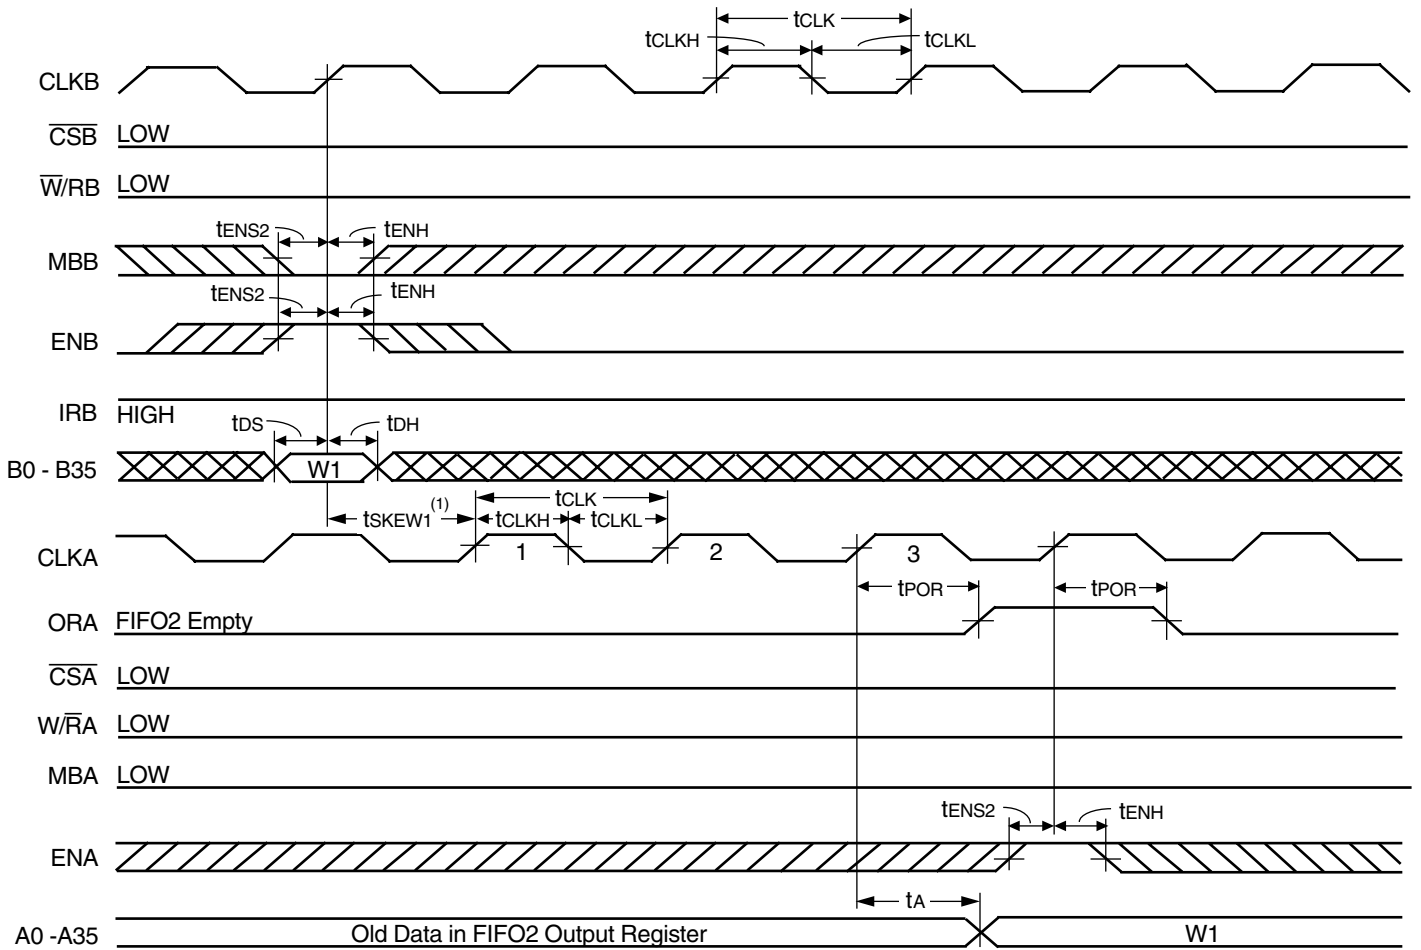 tCLK
tCLKH tCLKL
CLKB
CSB LOW
W/RB LOW
tENS2 tENH
MBB
tENS2 tENH
ENB
IRB HIGH
tDS tDH
B0 - B35 W1
tSKEW1(1) tCLK
tCLKH tCLKL
CLKA 1 2 3
tPOR tPOR
ORA FIFO2 Empty
CSA LOW
W/RA LOW
MBA LOW
tENS2 tENH
ENA
tA
A0 -A35 Old Data in FIFO2 Output Register W1